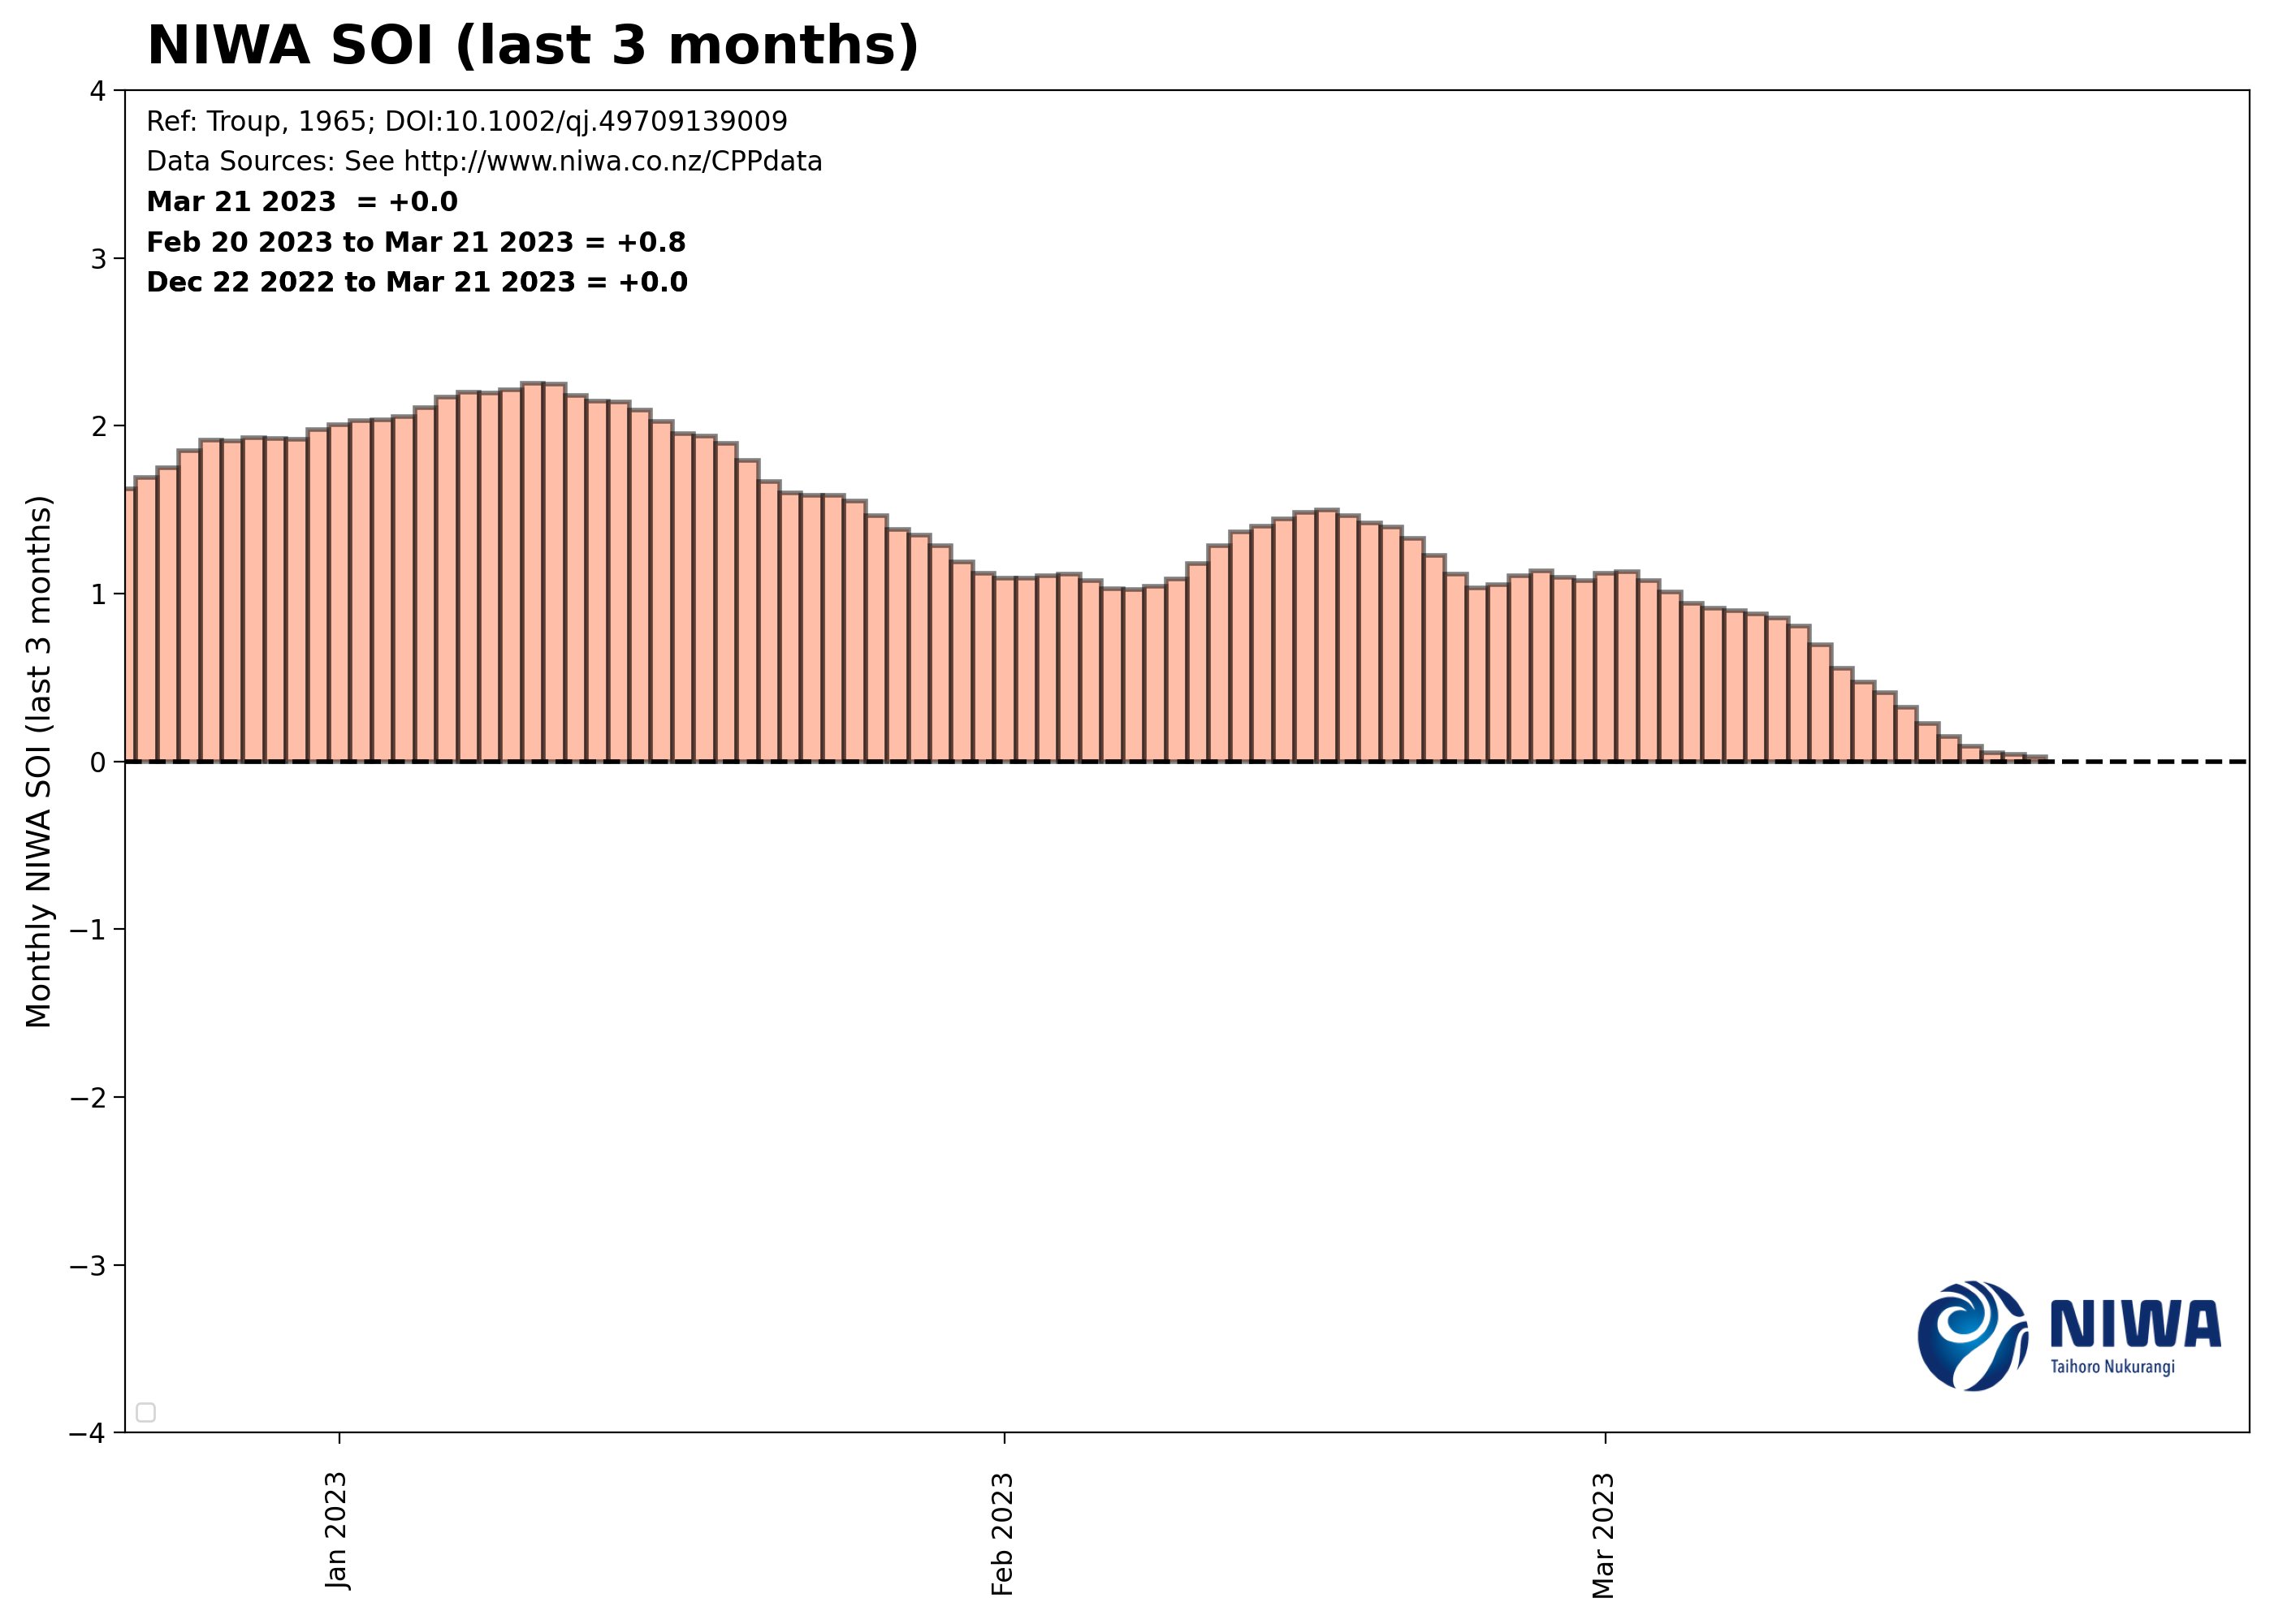 NIWA SOI (last 3 months)
Ref: Troup, 1965; DOI:10.1002/qj.49709139009
Data Sources: See http://www.niwa.co.nz/CPPdata
Mar 21 2023  = +0.0
Feb 20 2023 to Mar 21 2023 = +0.8
Dec 22 2022 to Mar 21 2023 = +0.0
Monthly NIWA SOI (last 3 months)
4
3
2
1
0
−1
−2
−3
−4
Jan 2023
Feb 2023
Mar 2023
NIWA
Taihoro Nukurangi